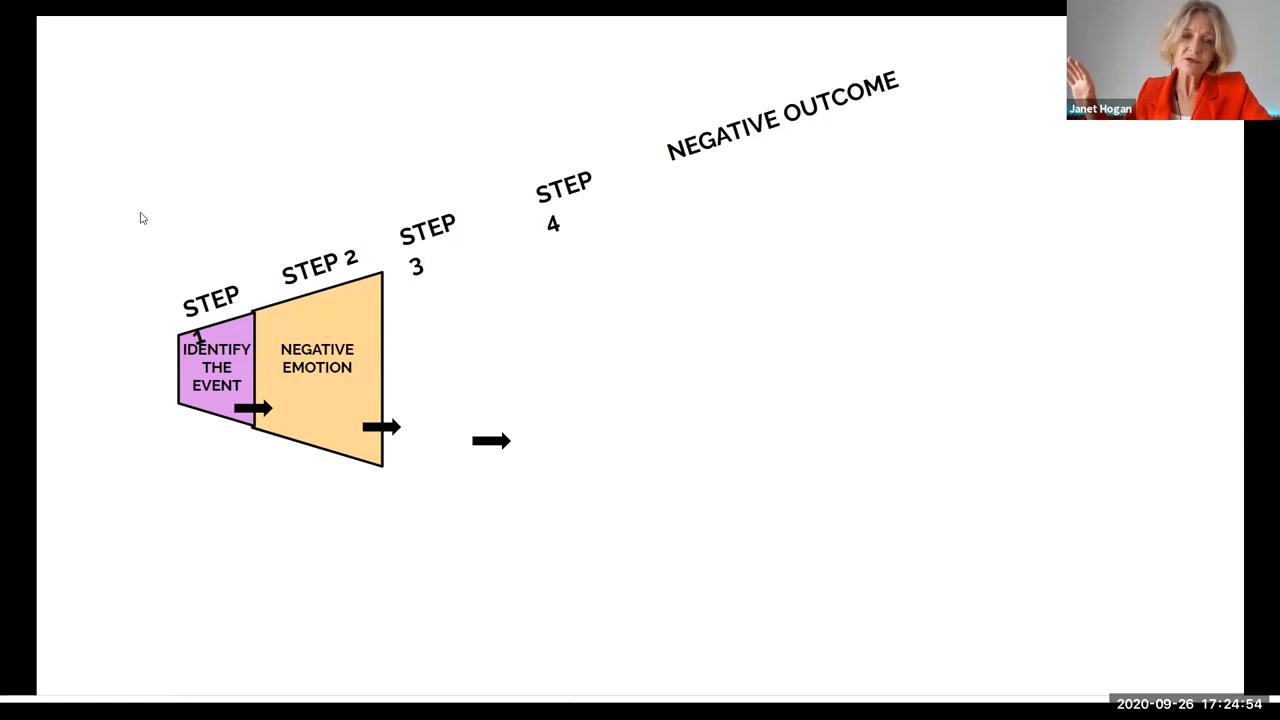 Janet Hogan
NEGATIVE OUTCOME
STEP
4
STEP
3
STEP 2
STEP
1
IDENTIFY
THE
EVENT
NEGATIVE
EMOTION
2020-09-26 17:24:54